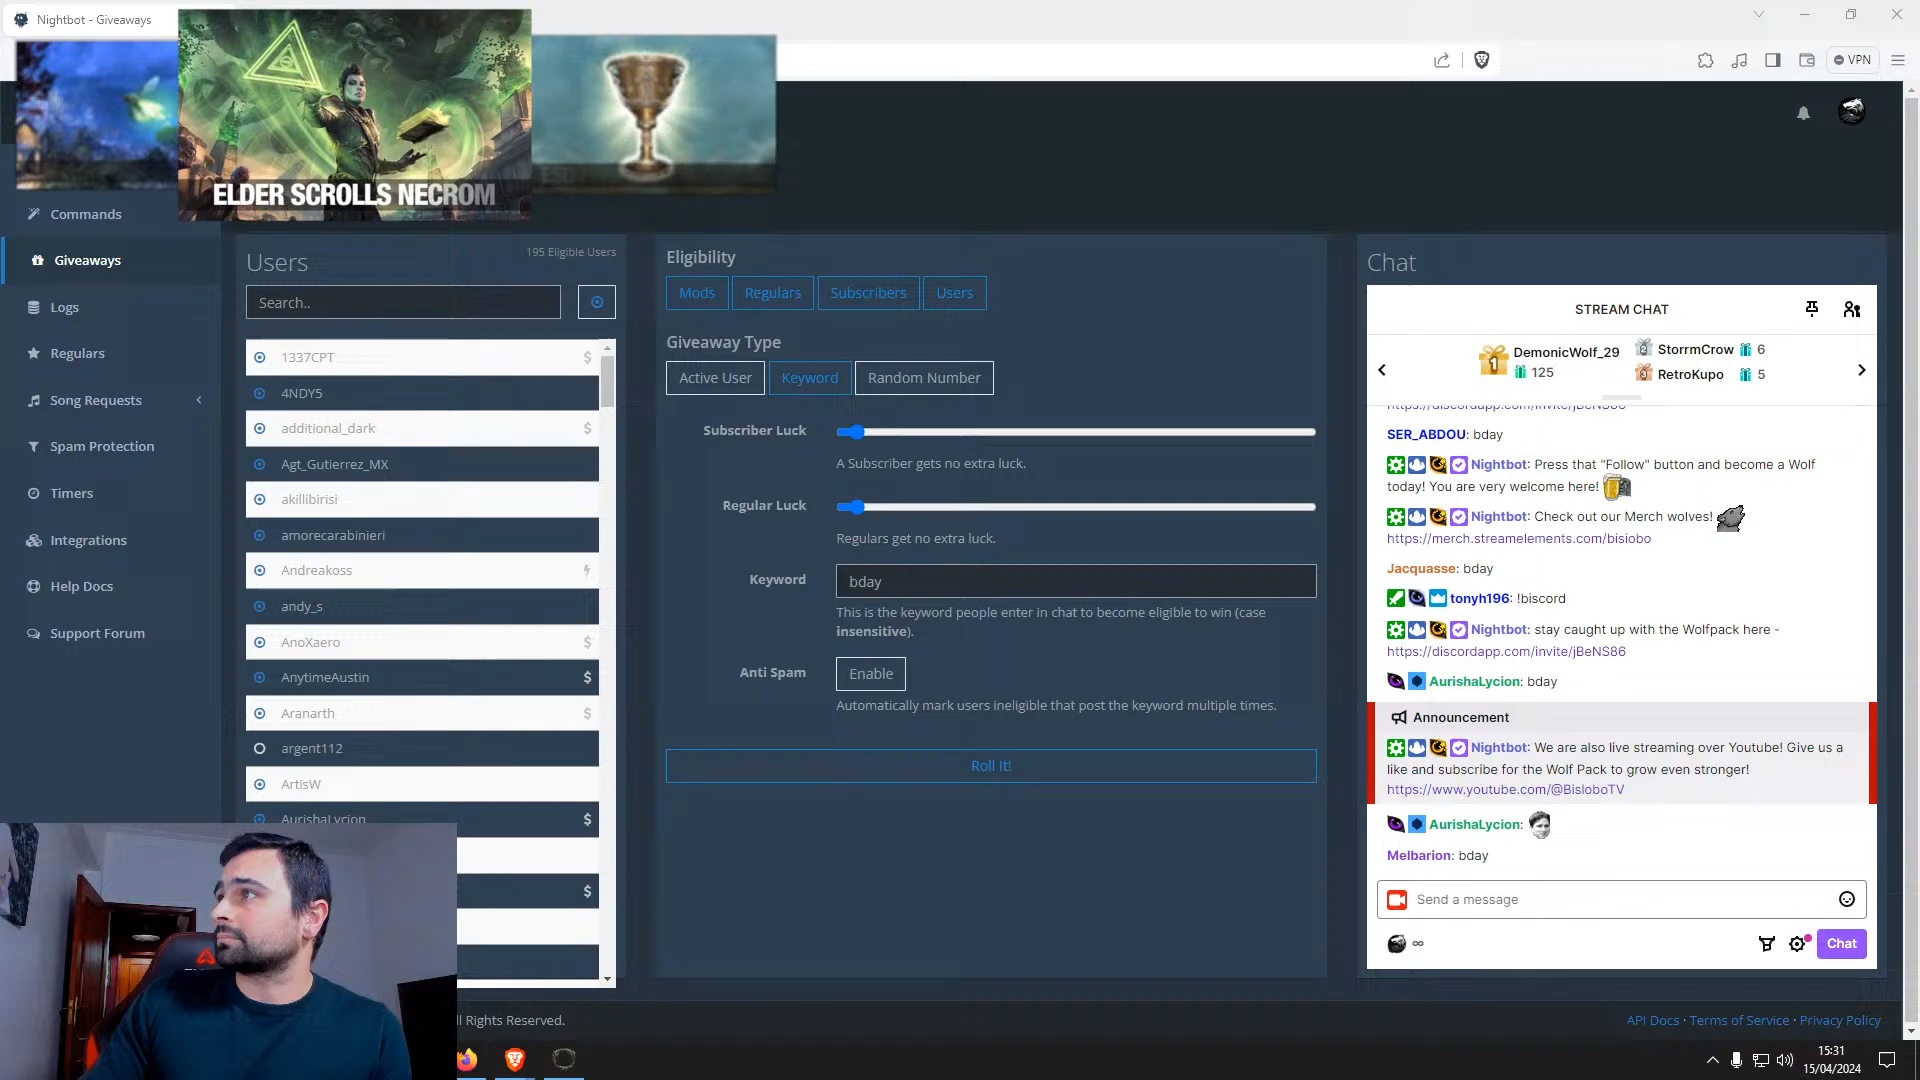 Nightbot - Giveaways
VPN
ELDER SCROLLS NECROM
Commands
Giveaways
Logs
Regulars
Song Requests
Spam Protection
Timers
Integrations
Help Docs
Support Forum
Users
195 Eligible Users
Search..
1337CPT $
4NDY5
additional_dark $
Agt_Gutierrez_MX
akillibirisi
amorecarabinieri
Andreakoss
andy_s
AnoXaero $
AnytimeAustin $
Aranarth $
argent112
ArtisW
AurishaLycion $
$
Eligibility
Mods Regulars Subscribers Users
Giveaway Type
Active User Keyword Random Number
Subscriber Luck
A Subscriber gets no extra luck.
Regular Luck
Regulars get no extra luck.
Keyword bday
This is the keyword people enter in chat to become eligible to win (case
insensitive).
Anti Spam Enable
Automatically mark users ineligible that post the keyword multiple times.
Roll It!
Chat
STREAM CHAT
1 DemonicWolf_29 125
2 StorrmCrow 6
3 RetroKupo 5
https://discordapp.com/invite/jBeNS86
SER_ABDOU: bday
Nightbot: Press that "Follow" button and become a Wolf
today! You are very welcome here!
Nightbot: Check out our Merch wolves!
https://merch.streamelements.com/bisiobo
Jacquasse: bday
tonyh196: !biscord
Nightbot: stay caught up with the Wolfpack here -
https://discordapp.com/invite/jBeNS86
AurishaLycion: bday
Announcement
Nightbot: We are also live streaming over Youtube! Give us a
like and subscribe for the Wolf Pack to grow even stronger!
https://www.youtube.com/@BisloboTV
AurishaLycion:
Melbarion: bday
Send a message
∞
Chat
ll Rights Reserved.
API Docs · Terms of Service · Privacy Policy
15:31
15/04/2024